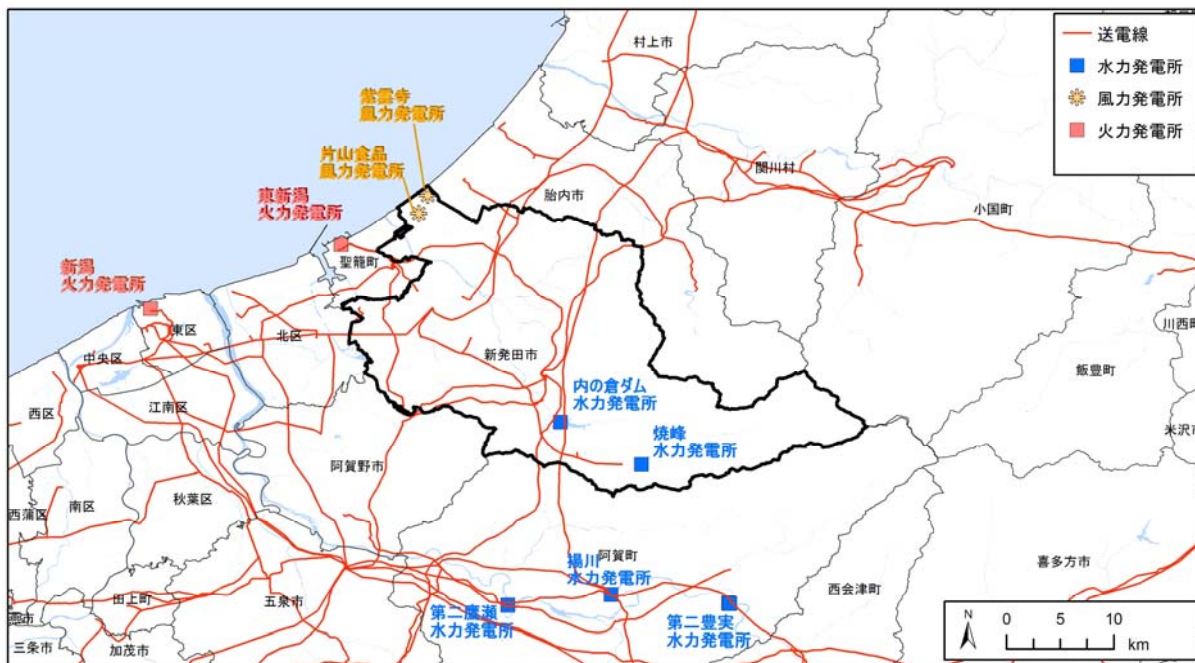 送電線
水力発電所
風力発電所
火力発電所
村上市
紫雲寺
風力発電所
片山食品
風力発電所
関川村
胎内市
小国町
東新潟
火力発電所
聖籠町
新潟
火力発電所
東区
北区
川西町
中央区
新発田市
飯豊町
内の倉ダム
水力発電所
西区
江南区
米沢市
焼峰
水力発電所
阿賀野市
秋葉区
南区
西蒲区
阿賀町
喜多方市
揚川
水力発電所
西会津町
田上町
五泉市
第二鹿瀬
水力発電所
第二豊実
水力発電所
三条市
加茂市
N
0 5 10
km